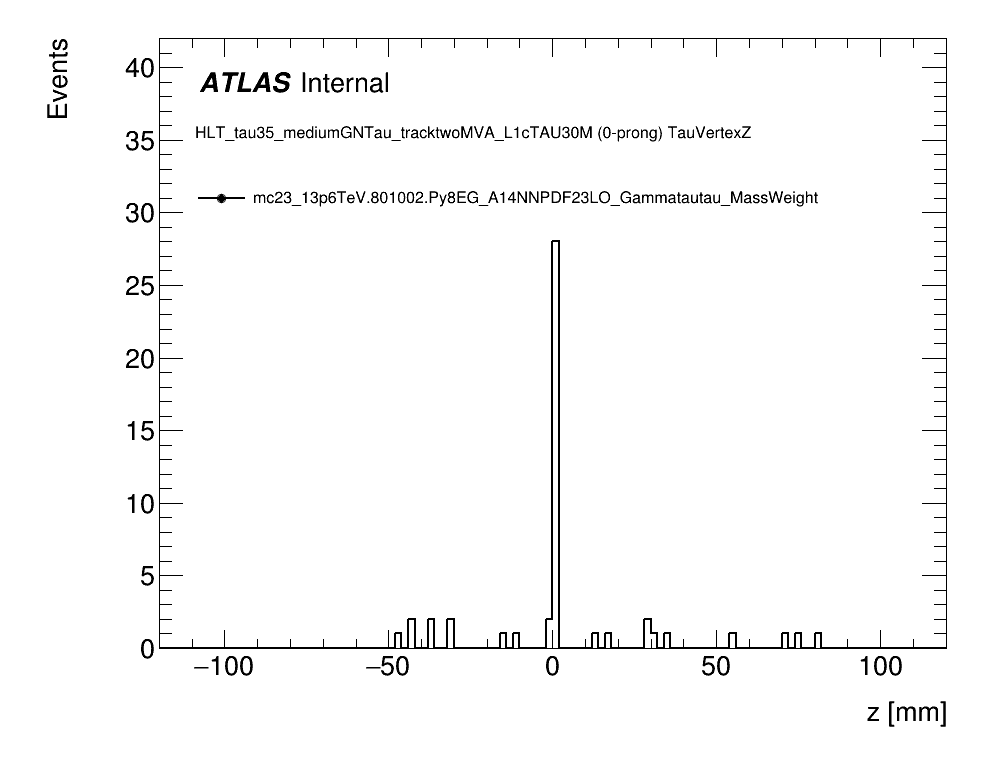 Events
40
35
30
25
20
15
10
5
0
ATLAS Internal
HLT_tau35_mediumGNTau_tracktwoMVA_L1cTAU30M (0-prong) TauVertexZ
mc23_13p6TeV.801002.Py8EG_A14NNPDF23LO_Gammatautau_MassWeight
−100 −50 0 50 100
z [mm]